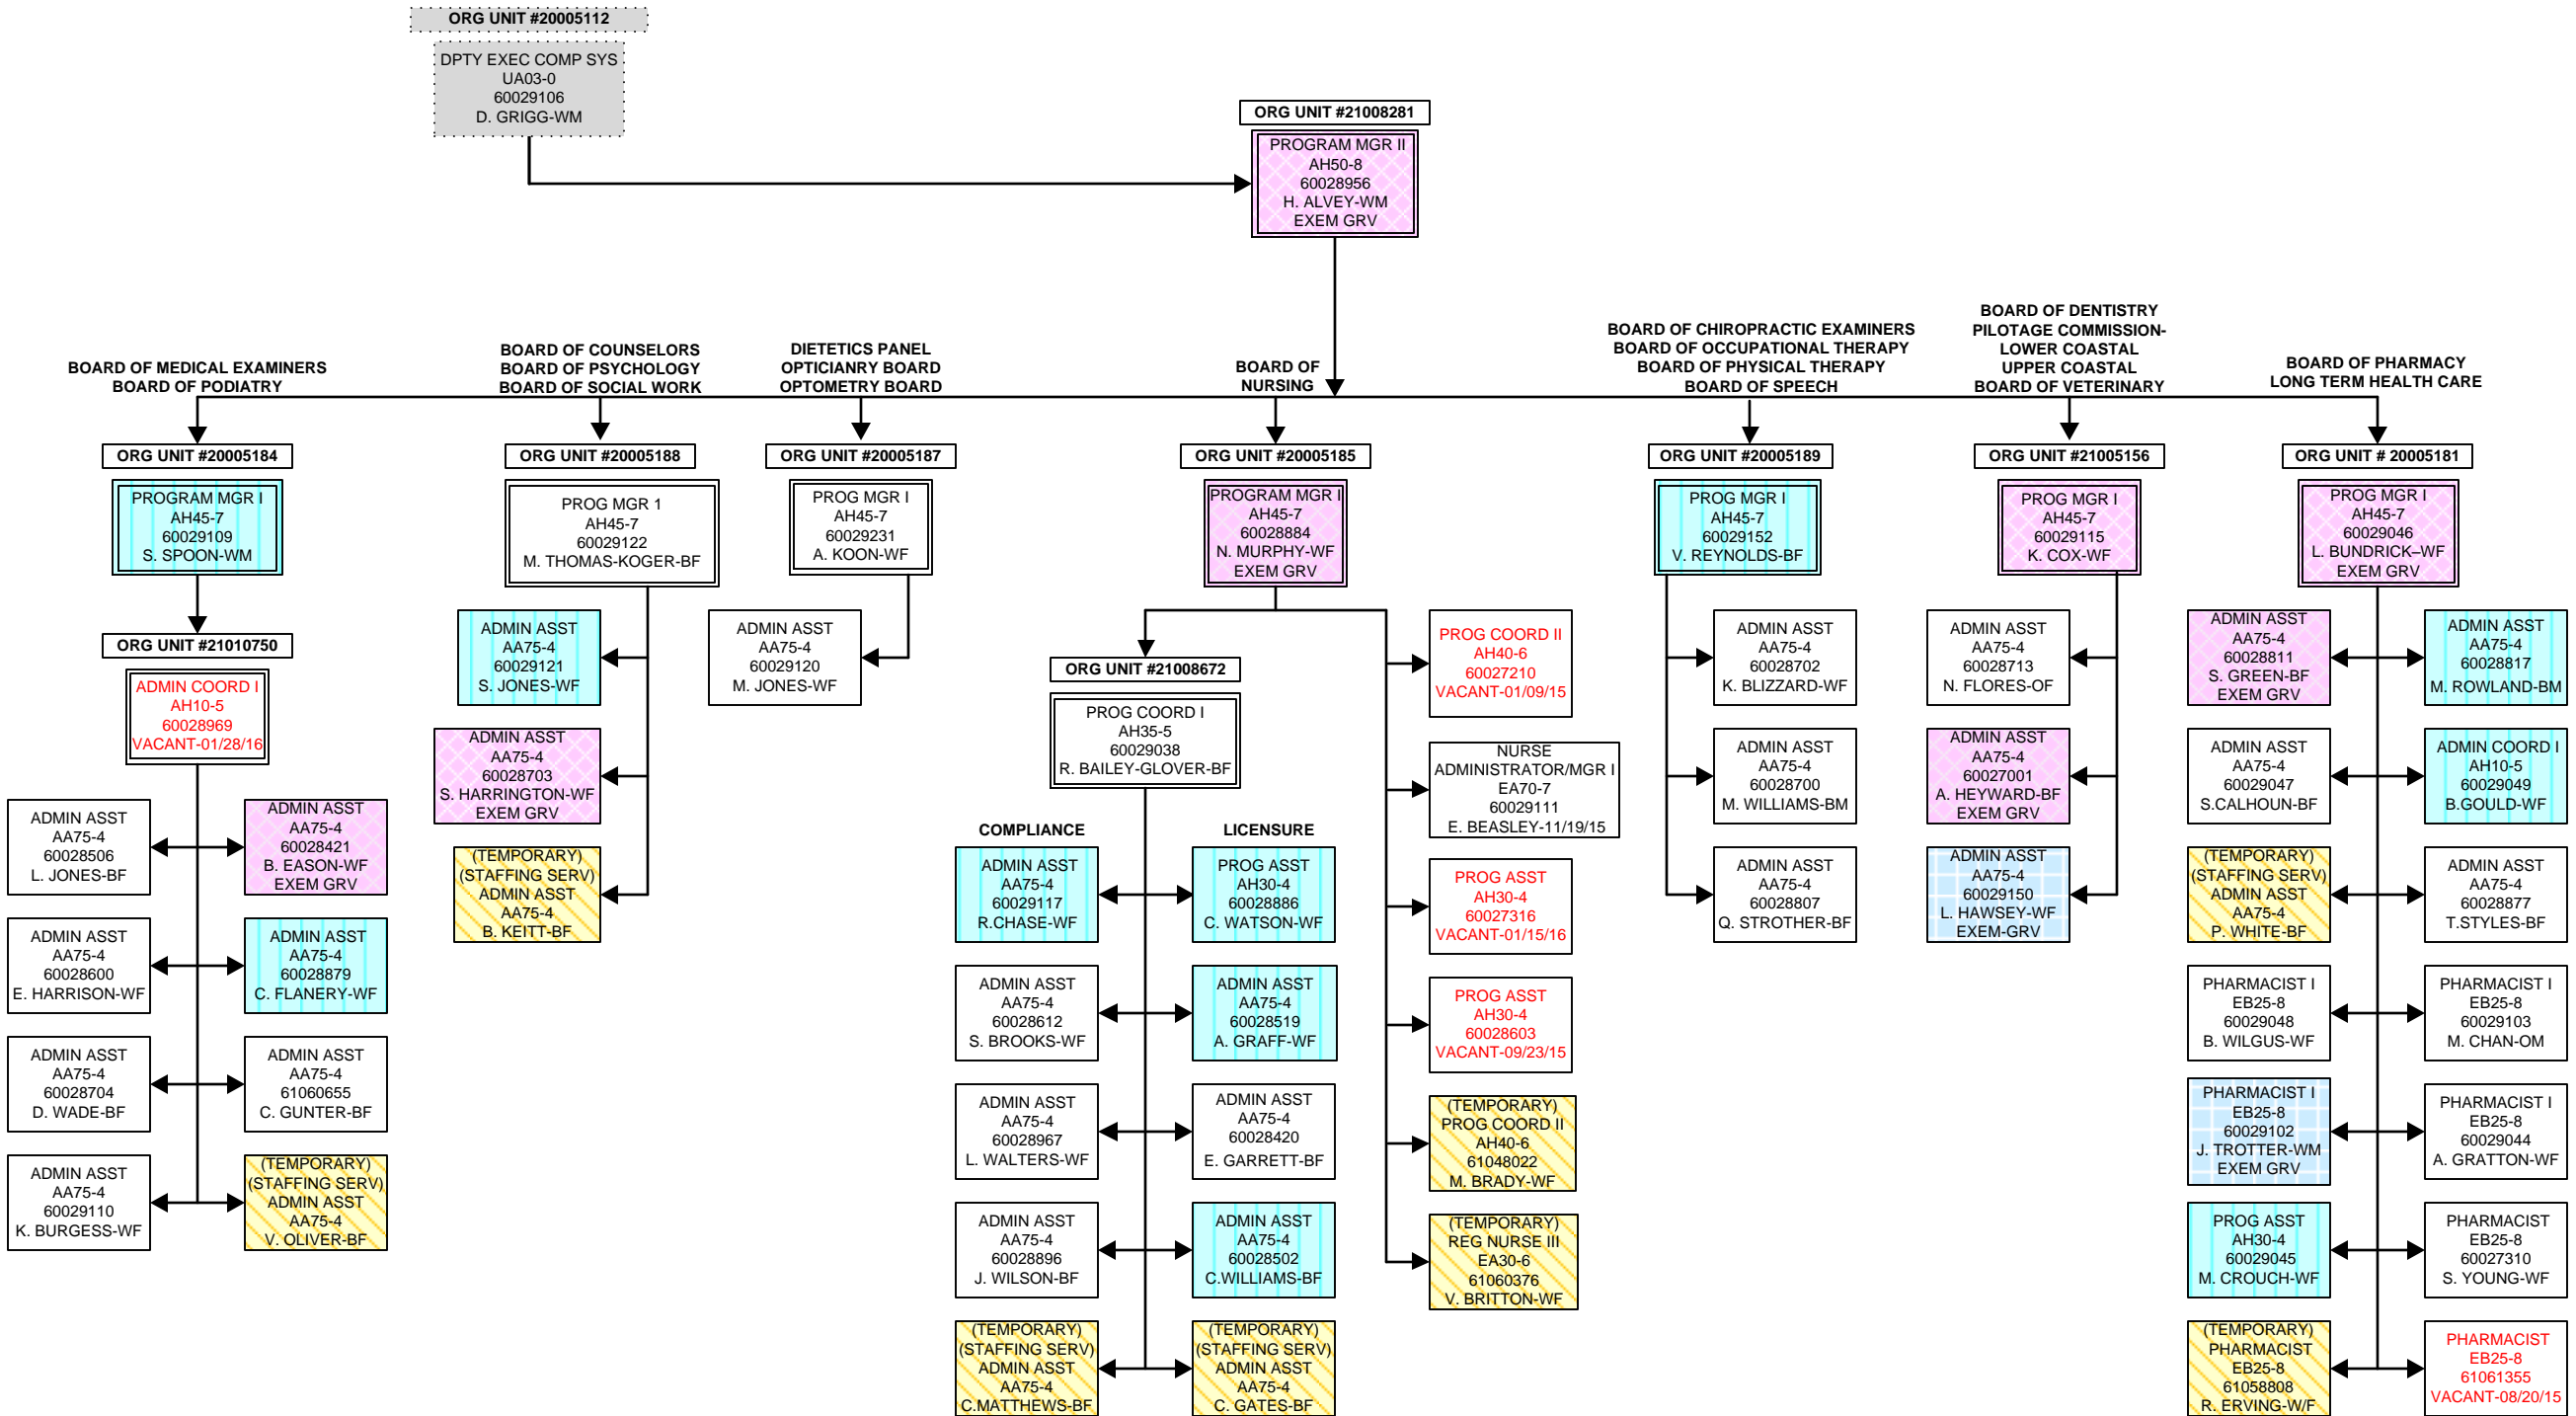 ORG UNIT #20005112
DPTY EXEC COMP SYS
UA03-0
60029106
D. GRIGG-WM
ORG UNIT #21008281
PROGRAM MGR II
AH50-8
60028956
H. ALVEY-WM
EXEM GRV
BOARD OF MEDICAL EXAMINERS
BOARD OF PODIATRY
ORG UNIT #20005184
PROGRAM MGR I
AH45-7
60029109
S. SPOON-WM
ORG UNIT #21010750
ADMIN COORD I
AH10-5
60028969
VACANT-01/28/16
ADMIN ASST
AA75-4
60028506
L. JONES-BF
ADMIN ASST
AA75-4
60028421
B. EASON-WF
EXEM GRV
ADMIN ASST
AA75-4
60028600
E. HARRISON-WF
ADMIN ASST
AA75-4
60028879
C. FLANERY-WF
ADMIN ASST
AA75-4
60028704
D. WADE-BF
ADMIN ASST
AA75-4
61060655
C. GUNTER-BF
ADMIN ASST
AA75-4
60029110
K. BURGESS-WF
(TEMPORARY)
(STAFFING SERV)
ADMIN ASST
AA75-4
V. OLIVER-BF
BOARD OF COUNSELORS
BOARD OF PSYCHOLOGY
BOARD OF SOCIAL WORK
ORG UNIT #20005188
PROG MGR 1
AH45-7
60029122
M. THOMAS-KOGER-BF
ADMIN ASST
AA75-4
60029121
S. JONES-WF
ADMIN ASST
AA75-4
60028703
S. HARRINGTON-WF
EXEM GRV
(TEMPORARY)
(STAFFING SERV)
ADMIN ASST
AA75-4
B. KEITT-BF
DIETETICS PANEL
OPTICIANRY BOARD
OPTOMETRY BOARD
ORG UNIT #20005187
PROG MGR I
AH45-7
60029231
A. KOON-WF
ADMIN ASST
AA75-4
60029120
M. JONES-WF
BOARD OF
NURSING
ORG UNIT #20005185
PROGRAM MGR I
AH45-7
60028884
N. MURPHY-WF
EXEM GRV
ORG UNIT #21008672
PROG COORD I
AH35-5
60029038
R. BAILEY-GLOVER-BF
COMPLIANCE
LICENSURE
ADMIN ASST
AA75-4
60029117
R.CHASE-WF
PROG ASST
AH30-4
60028886
C. WATSON-WF
ADMIN ASST
AA75-4
60028612
S. BROOKS-WF
ADMIN ASST
AA75-4
60028519
A. GRAFF-WF
ADMIN ASST
AA75-4
60028967
L. WALTERS-WF
ADMIN ASST
AA75-4
60028420
E. GARRETT-BF
ADMIN ASST
AA75-4
60028896
J. WILSON-BF
ADMIN ASST
AA75-4
60028502
C.WILLIAMS-BF
(TEMPORARY)
(STAFFING SERV)
ADMIN ASST
AA75-4
C.MATTHEWS-BF
(TEMPORARY)
(STAFFING SERV)
ADMIN ASST
AA75-4
C. GATES-BF
PROG COORD II
AH40-6
60027210
VACANT-01/09/15
NURSE
ADMINISTRATOR/MGR I
EA70-7
60029111
E. BEASLEY-11/19/15
PROG ASST
AH30-4
60027316
VACANT-01/15/16
PROG ASST
AH30-4
60028603
VACANT-09/23/15
(TEMPORARY)
PROG COORD II
AH40-6
61048022
M. BRADY-WF
(TEMPORARY)
REG NURSE III
EA30-6
61060376
V. BRITTON-WF
BOARD OF CHIROPRACTIC EXAMINERS
BOARD OF OCCUPATIONAL THERAPY
BOARD OF PHYSICAL THERAPY
BOARD OF SPEECH
ORG UNIT #20005189
PROG MGR I
AH45-7
60029152
V. REYNOLDS-BF
ADMIN ASST
AA75-4
60028702
K. BLIZZARD-WF
ADMIN ASST
AA75-4
60028700
M. WILLIAMS-BM
ADMIN ASST
AA75-4
60028807
Q. STROTHER-BF
BOARD OF DENTISTRY
PILOTAGE COMMISSION-
LOWER COASTAL
UPPER COASTAL
BOARD OF VETERINARY
ORG UNIT #21005156
PROG MGR I
AH45-7
60029115
K. COX-WF
ADMIN ASST
AA75-4
60028713
N. FLORES-OF
ADMIN ASST
AA75-4
60027001
A. HEYWARD-BF
EXEM GRV
ADMIN ASST
AA75-4
60029150
L. HAWSEY-WF
EXEM-GRV
BOARD OF PHARMACY
LONG TERM HEALTH CARE
ORG UNIT # 20005181
PROG MGR I
AH45-7
60029046
L. BUNDRICK–WF
EXEM GRV
ADMIN ASST
AA75-4
60028811
S. GREEN-BF
EXEM GRV
ADMIN ASST
AA75-4
60028817
M. ROWLAND-BM
ADMIN ASST
AA75-4
60029047
S.CALHOUN-BF
ADMIN COORD I
AH10-5
60029049
B.GOULD-WF
(TEMPORARY)
(STAFFING SERV)
ADMIN ASST
AA75-4
P. WHITE-BF
ADMIN ASST
AA75-4
60028877
T.STYLES-BF
PHARMACIST I
EB25-8
60029048
B. WILGUS-WF
PHARMACIST I
EB25-8
60029103
M. CHAN-OM
PHARMACIST I
EB25-8
60029102
J. TROTTER-WM
EXEM GRV
PHARMACIST I
EB25-8
60029044
A. GRATTON-WF
PROG ASST
AH30-4
60029045
M. CROUCH-WF
PHARMACIST
EB25-8
60027310
S. YOUNG-WF
(TEMPORARY)
PHARMACIST
EB25-8
61058808
R. ERVING-W/F
PHARMACIST
EB25-8
61061355
VACANT-08/20/15